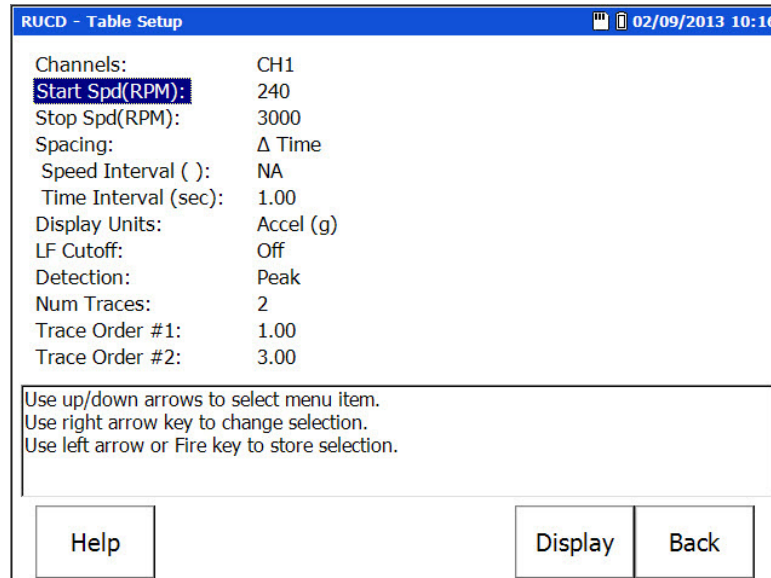 RUCD - Table Setup 02/09/2013 10:16
Channels: CH1
Start Spd(RPM): 240
Stop Spd(RPM): 3000
Spacing: Δ Time
Speed Interval ( ): NA
Time Interval (sec): 1.00
Display Units: Accel (g)
LF Cutoff: Off
Detection: Peak
Num Traces: 2
Trace Order #1: 1.00
Trace Order #2: 3.00
Use up/down arrows to select menu item.
Use right arrow key to change selection.
Use left arrow or Fire key to store selection.
Help Display Back